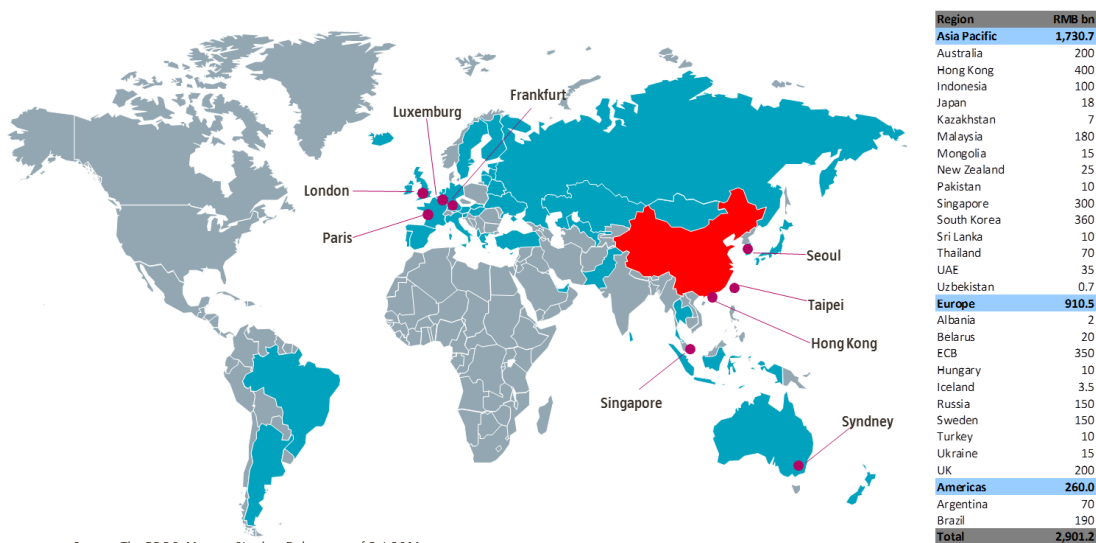 Frankfurt
Luxemburg
London
Paris
Seoul
Taipei
Hong Kong
Singapore
Syndney
Region RMB bn
Asia Pacific 1,730.7
Australia 200
Hong Kong 400
Indonesia 100
Japan 18
Kazakhstan 7
Malaysia 180
Mongolia 15
New Zealand 25
Pakistan 10
Singapore 300
South Korea 360
Sri Lanka 10
Thailand 70
UAE 35
Uzbekistan 0.7
Europe 910.5
Albania 2
Belarus 20
ECB 350
Hungary 10
Iceland 3.5
Russia 150
Sweden 150
Turkey 10
Ukraine 15
UK 200
Americas 260.0
Argentina 70
Brazil 190
Total 2,901.2